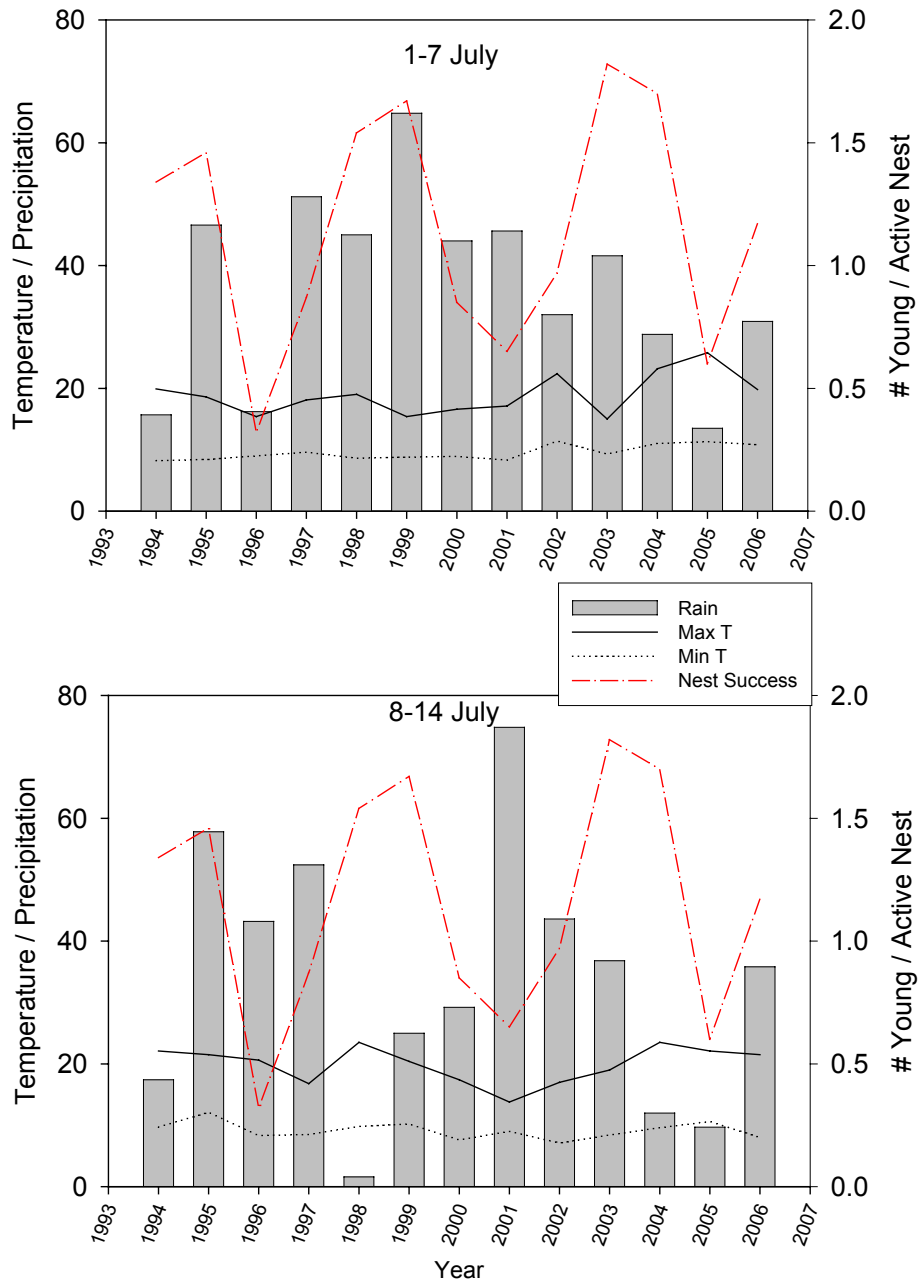 1-7 July
Temperature / Precipitation
# Young / Active Nest
80
60
40
20
0
2.0
1.5
1.0
0.5
0.0
1993 1994 1995 1996 1997 1998 1999 2000 2001 2002 2003 2004 2005 2006 2007
Rain
Max T
Min T
Nest Success
8-14 July
Temperature / Precipitation
# Young / Active Nest
80
60
40
20
0
2.0
1.5
1.0
0.5
0.0
1993 1994 1995 1996 1997 1998 1999 2000 2001 2002 2003 2004 2005 2006 2007
Year